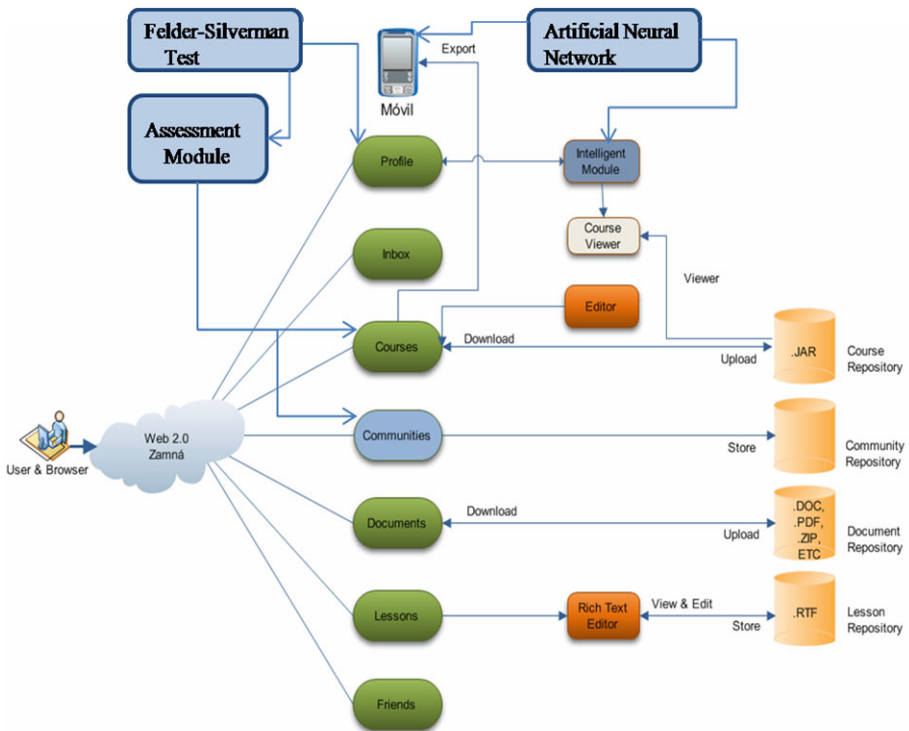 Felder-Silverman
Test
Artificial Neural
Network
Export
Móvil
Assessment
Module
Profile
Intelligent
Module
Course
Viewer
Inbox
Viewer
Editor
Courses
Download
Upload
.JAR
Course
Repository
Web 2.0
Zamná
User & Browser
Communities
Store
Community
Repository
Documents
Download
Upload
.DOC,
.PDF,
.ZIP,
ETC
Document
Repository
Lessons
Rich Text
Editor
View & Edit
Store
.RTF
Lesson
Repository
Friends